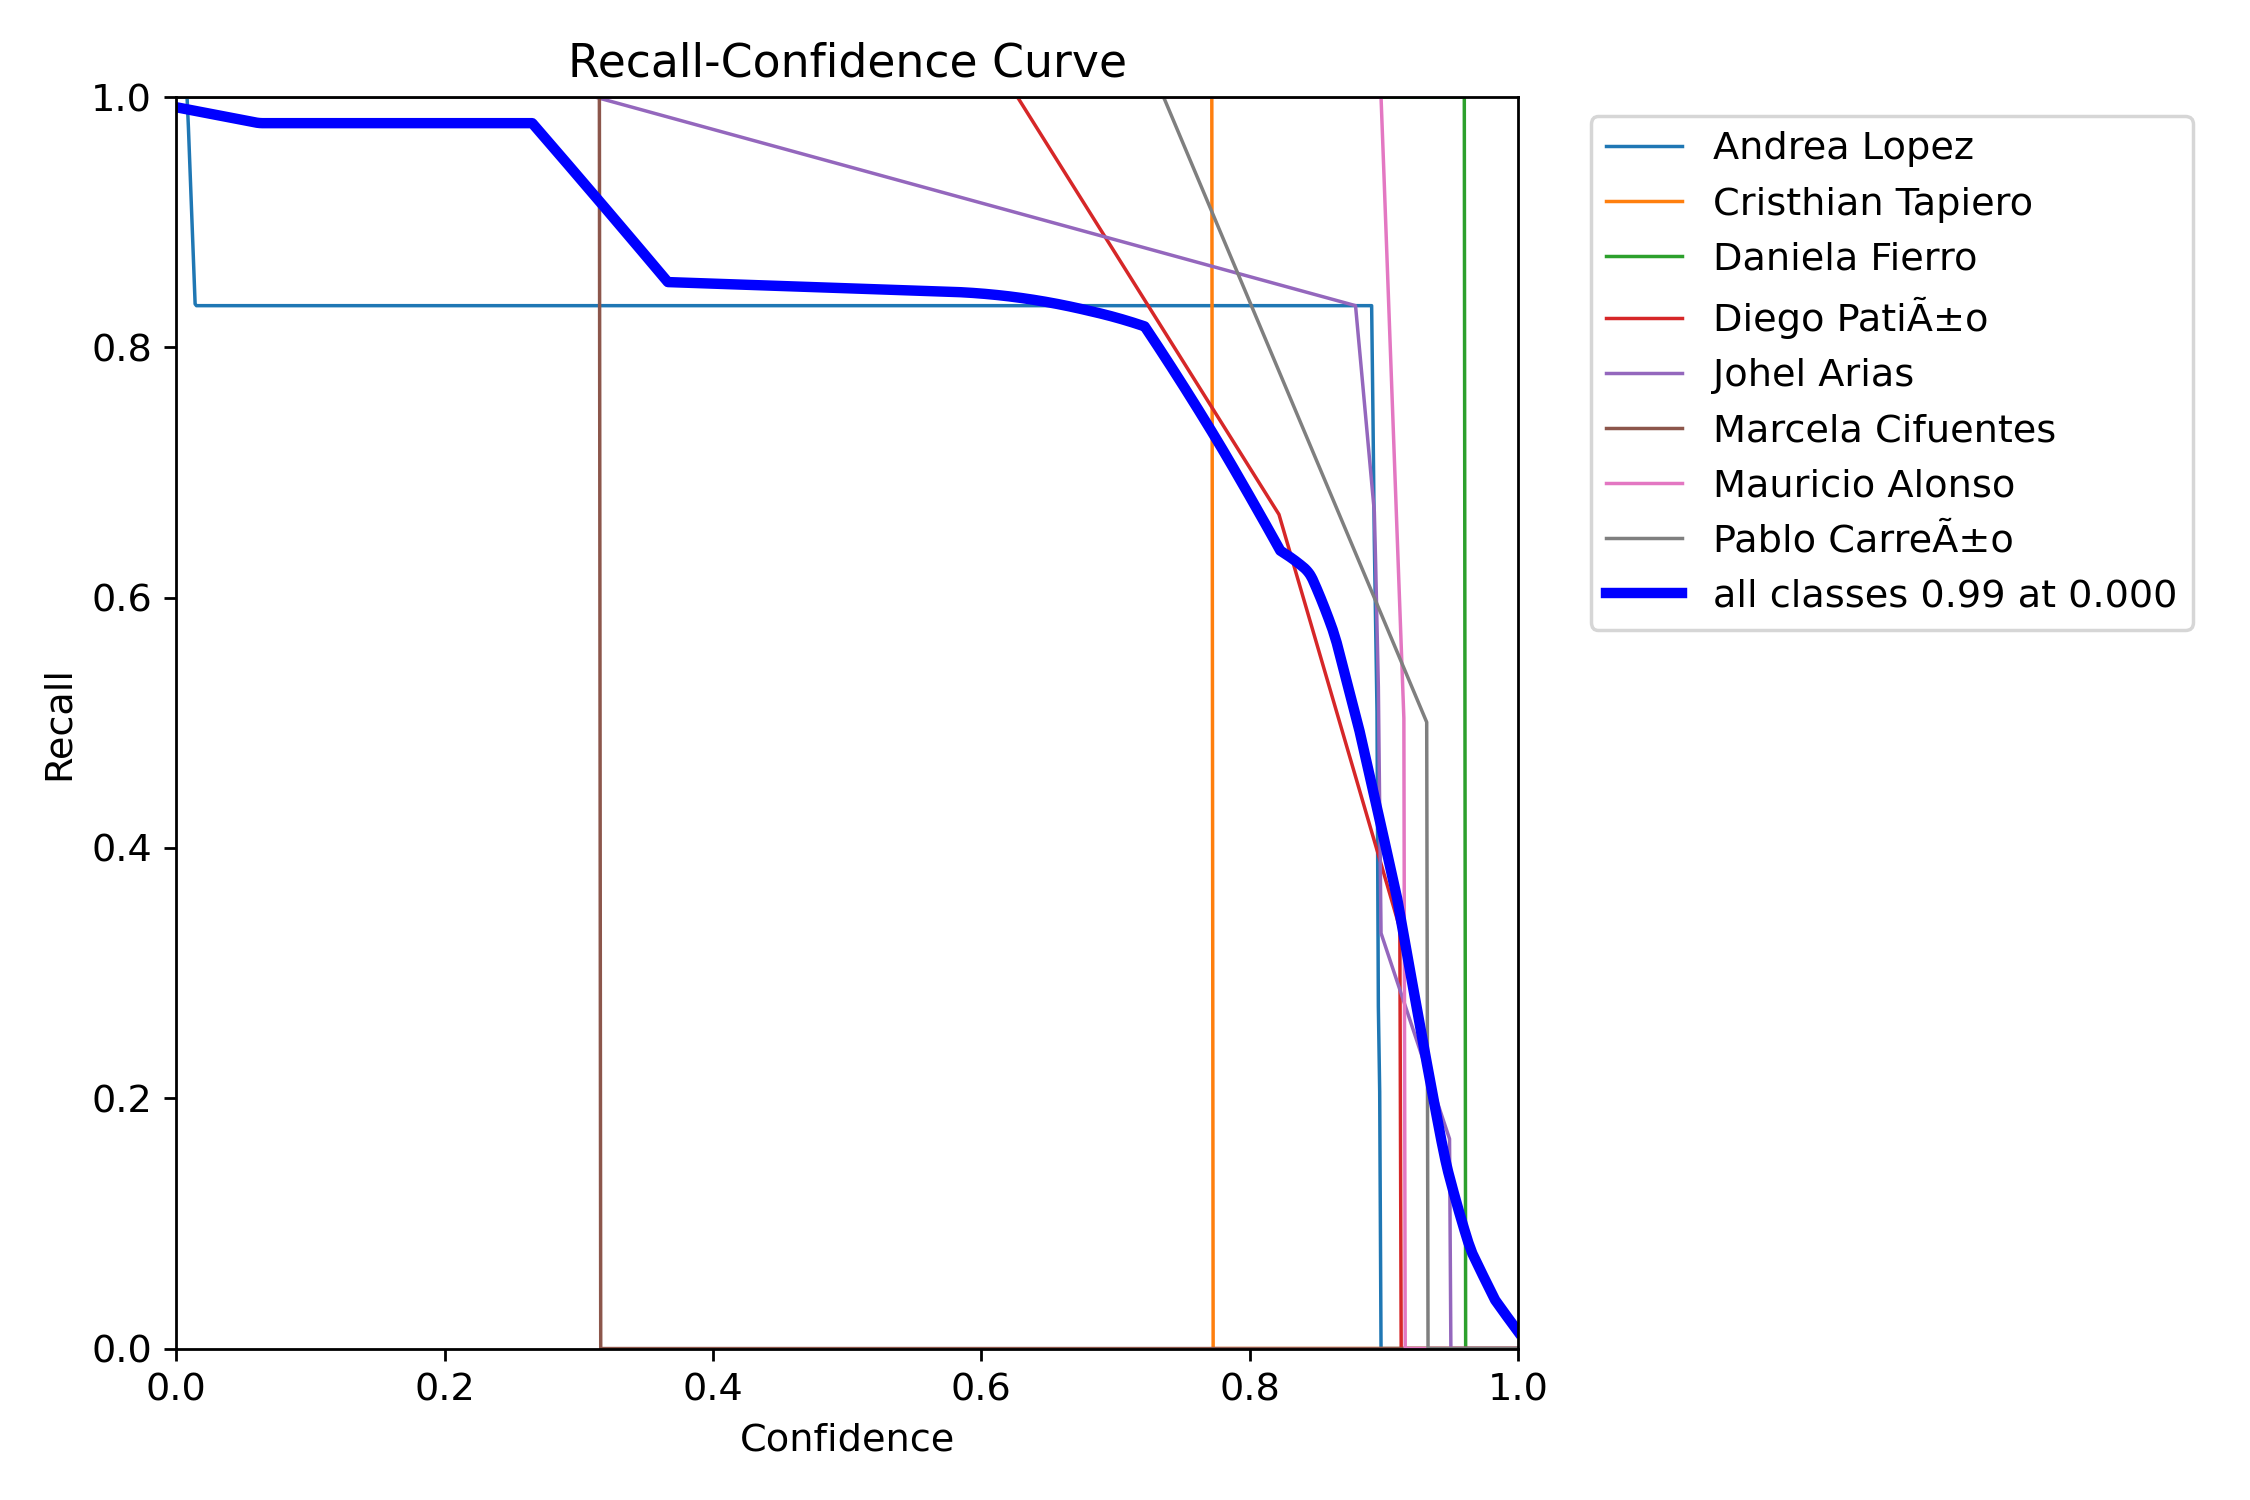 Recall-Confidence Curve
1.0
0.8
0.6
0.4
0.2
0.0
Recall
0.0 0.2 0.4 0.6 0.8 1.0
Confidence
Andrea Lopez
Cristhian Tapiero
Daniela Fierro
Diego PatiÃ±o
Johel Arias
Marcela Cifuentes
Mauricio Alonso
Pablo CarreÃ±o
all classes 0.99 at 0.000